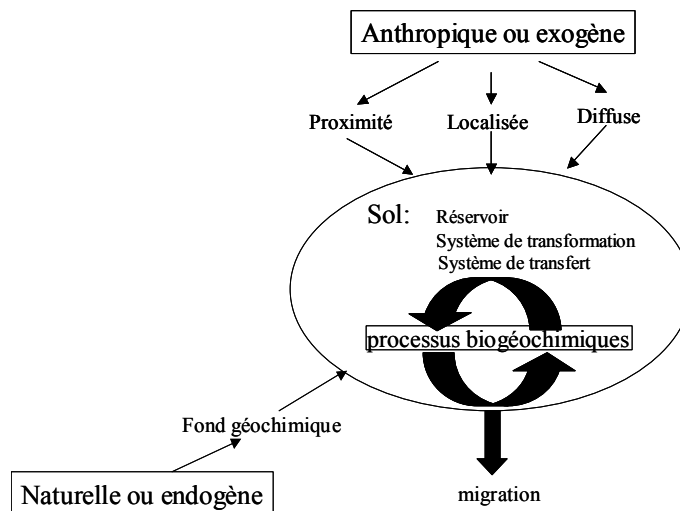 Anthropique ou exogène
Proximité
Localisée
Diffuse
Sol: Réservoir
Système de transformation
Système de transfert
processus biogéochimiques
Fond géochimique
Naturelle ou endogène
migration